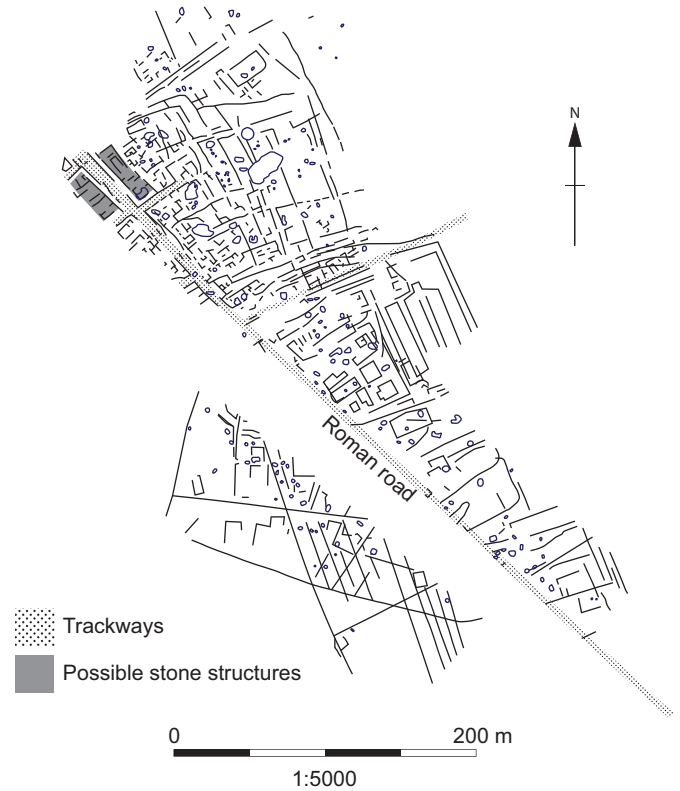 N
Roman road
Trackways
Possible stone structures
0 200 m
1:5000